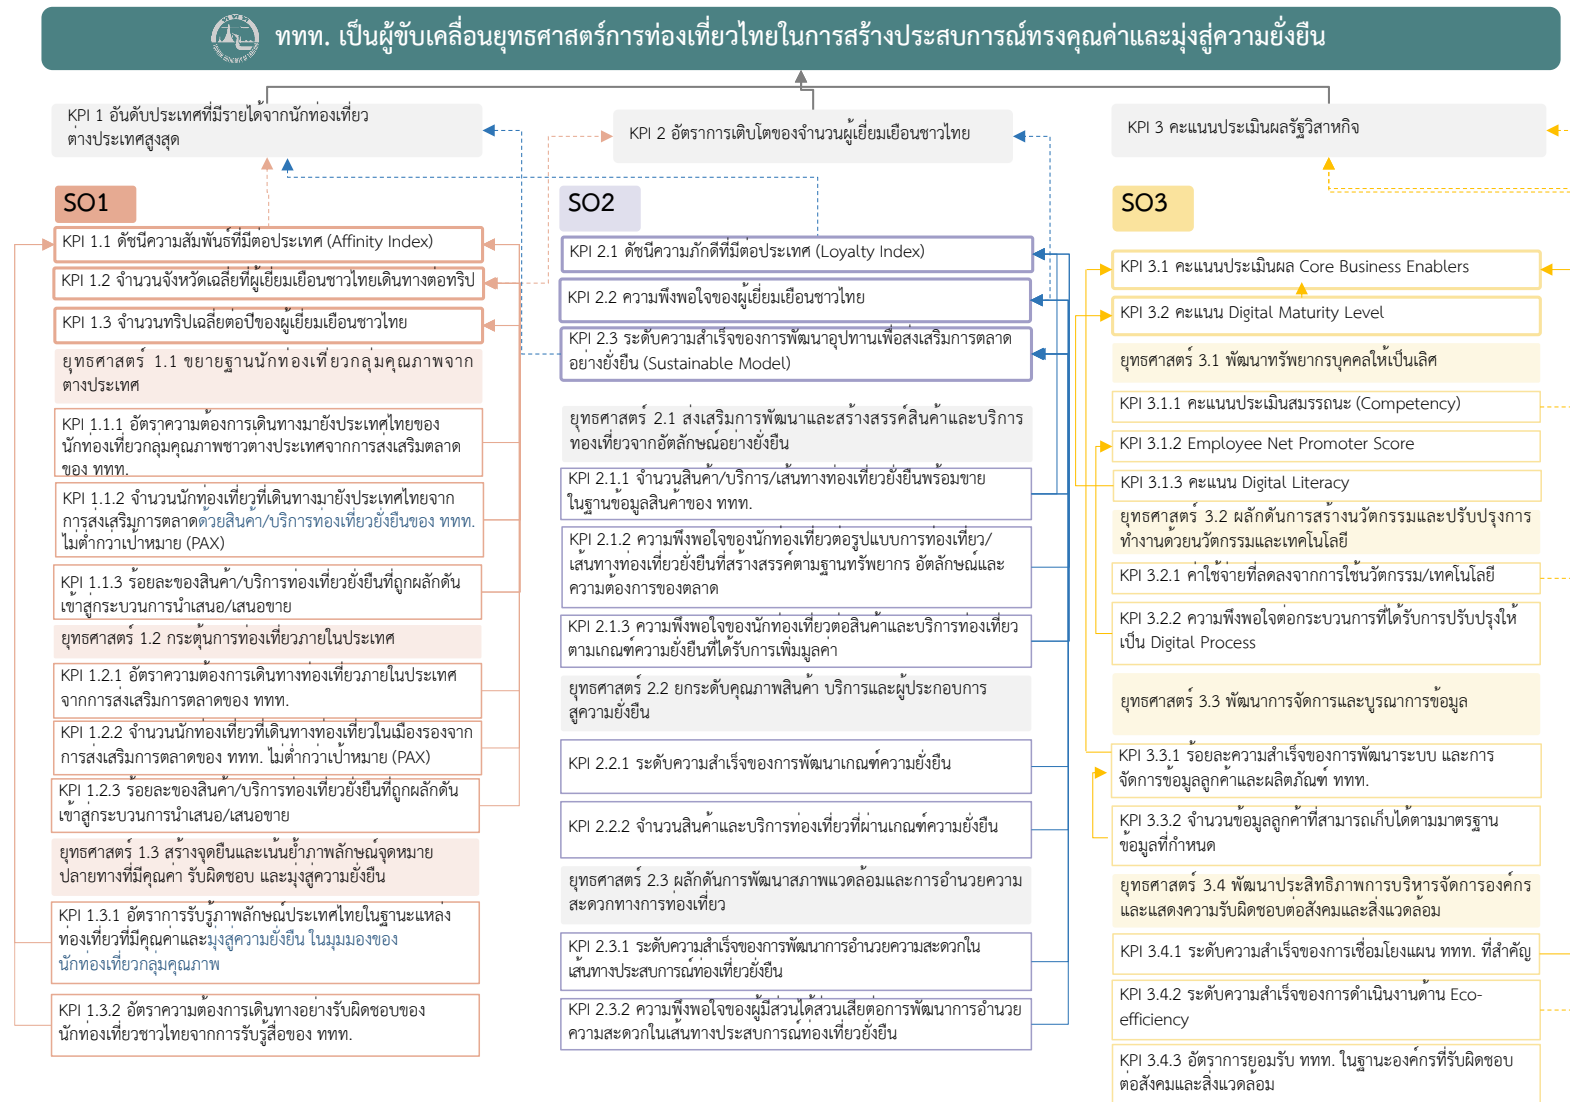 ททท. เป็นผู้ขับเคลื่อนยุทธศาสตร์การท่องเที่ยวไทยในการสร้างประสบการณ์ทรงคุณค่าและมุ่งสู่ความยั่งยืน
KPI 1 อันดับประเทศที่มีรายได้จากนักท่องเที่ยว
ต่างประเทศสูงสุด
KPI 2 อัตราการเติบโตของจำนวนผู้เยี่ยมเยือนชาวไทย
KPI 3 คะแนนประเมินผลรัฐวิสาหกิจ
SO1
KPI 1.1 ดัชนีความสัมพันธ์ที่มีต่อประเทศ (Affinity Index)
KPI 1.2 จำนวนจังหวัดเฉลี่ยที่ผู้เยี่ยมเยือนชาวไทยเดินทางต่อทริป
KPI 1.3 จำนวนทริปเฉลี่ยต่อปีของผู้เยี่ยมเยือนชาวไทย
ยุทธศาสตร์ 1.1 ขยายฐานนักท่องเที่ยวกลุ่มคุณภาพจาก
ต่างประเทศ
KPI 1.1.1 อัตราความต้องการเดินทางมายังประเทศไทยของ
นักท่องเที่ยวกลุ่มคุณภาพชาวต่างประเทศจากการส่งเสริมตลาด
ของ ททท.
KPI 1.1.2 จำนวนนักท่องเที่ยวที่เดินทางมายังประเทศไทยจาก
การส่งเสริมการตลาดด้วยสินค้า/บริการท่องเที่ยวยั่งยืนของ ททท.
ไม่ต่ำกว่าเป้าหมาย (PAX)
KPI 1.1.3 ร้อยละของสินค้า/บริการท่องเที่ยวยั่งยืนที่ถูกผลักดัน
เข้าสู่กระบวนการนำเสนอ/เสนอขาย
ยุทธศาสตร์ 1.2 กระตุ้นการท่องเที่ยวภายในประเทศ
KPI 1.2.1 อัตราความต้องการเดินทางท่องเที่ยวภายในประเทศ
จากการส่งเสริมการตลาดของ ททท.
KPI 1.2.2 จำนวนนักท่องเที่ยวที่เดินทางท่องเที่ยวในเมืองรองจาก
การส่งเสริมการตลาดของ ททท. ไม่ต่ำกว่าเป้าหมาย (PAX)
KPI 1.2.3 ร้อยละของสินค้า/บริการท่องเที่ยวยั่งยืนที่ถูกผลักดัน
เข้าสู่กระบวนการนำเสนอ/เสนอขาย
ยุทธศาสตร์ 1.3 สร้างจุดยืนและเน้นย้ำภาพลักษณ์จุดหมาย
ปลายทางที่มีคุณค่า รับผิดชอบ และมุ่งสู่ความยั่งยืน
KPI 1.3.1 อัตราการรับรู้ภาพลักษณ์ประเทศไทยในฐานะแหล่ง
ท่องเที่ยวที่มีคุณค่าและมุ่งสู่ความยั่งยืน ในมุมมองของ
นักท่องเที่ยวกลุ่มคุณภาพ
KPI 1.3.2 อัตราความต้องการเดินทางอย่างรับผิดชอบของ
นักท่องเที่ยวชาวไทยจากการรับรู้สื่อของ ททท.
SO2
KPI 2.1 ดัชนีความภักดีที่มีต่อประเทศ (Loyalty Index)
KPI 2.2 ความพึงพอใจของผู้เยี่ยมเยือนชาวไทย
KPI 2.3 ระดับความสำเร็จของการพัฒนาอุปทานเพื่อส่งเสริมการตลาด
อย่างยั่งยืน (Sustainable Model)
ยุทธศาสตร์ 2.1 ส่งเสริมการพัฒนาและสร้างสรรค์สินค้าและบริการ
ท่องเที่ยวจากอัตลักษณ์อย่างยั่งยืน
KPI 2.1.1 จำนวนสินค้า/บริการ/เส้นทางท่องเที่ยวยั่งยืนพร้อมขาย
ในฐานข้อมูลสินค้าของ ททท.
KPI 2.1.2 ความพึงพอใจของนักท่องเที่ยวต่อรูปแบบการท่องเที่ยว/
เส้นทางท่องเที่ยวยั่งยืนที่สร้างสรรค์ตามฐานทรัพยากร อัตลักษณ์และ
ความต้องการของตลาด
KPI 2.1.3 ความพึงพอใจของนักท่องเที่ยวต่อสินค้าและบริการท่องเที่ยว
ตามเกณฑ์ความยั่งยืนที่ได้รับการเพิ่มมูลค่า
ยุทธศาสตร์ 2.2 ยกระดับคุณภาพสินค้า บริการและผู้ประกอบการ
สู่ความยั่งยืน
KPI 2.2.1 ระดับความสำเร็จของการพัฒนาเกณฑ์ความยั่งยืน
KPI 2.2.2 จำนวนสินค้าและบริการท่องเที่ยวที่ผ่านเกณฑ์ความยั่งยืน
ยุทธศาสตร์ 2.3 ผลักดันการพัฒนาสภาพแวดล้อมและการอำนวยความ
สะดวกทางการท่องเที่ยว
KPI 2.3.1 ระดับความสำเร็จของการพัฒนาการอำนวยความสะดวกใน
เส้นทางประสบการณ์ท่องเที่ยวยั่งยืน
KPI 2.3.2 ความพึงพอใจของผู้มีส่วนได้ส่วนเสียต่อการพัฒนาการอำนวย
ความสะดวกในเส้นทางประสบการณ์ท่องเที่ยวยั่งยืน
SO3
KPI 3.1 คะแนนประเมินผล Core Business Enablers
KPI 3.2 คะแนน Digital Maturity Level
ยุทธศาสตร์ 3.1 พัฒนาทรัพยากรบุคคลให้เป็นเลิศ
KPI 3.1.1 คะแนนประเมินสมรรถนะ (Competency)
KPI 3.1.2 Employee Net Promoter Score
KPI 3.1.3 คะแนน Digital Literacy
ยุทธศาสตร์ 3.2 ผลักดันการสร้างนวัตกรรมและปรับปรุงการ
ทำงานด้วยนวัตกรรมและเทคโนโลยี
KPI 3.2.1 ค่าใช้จ่ายที่ลดลงจากการใช้นวัตกรรม/เทคโนโลยี
KPI 3.2.2 ความพึงพอใจต่อกระบวนการที่ได้รับการปรับปรุงให้
เป็น Digital Process
ยุทธศาสตร์ 3.3 พัฒนาการจัดการและบูรณาการข้อมูล
KPI 3.3.1 ร้อยละความสำเร็จของการพัฒนาระบบ และการ
จัดการข้อมูลลูกค้าและผลิตภัณฑ์ ททท.
KPI 3.3.2 จำนวนข้อมูลลูกค้าที่สามารถเก็บได้ตามมาตรฐาน
ข้อมูลที่กำหนด
ยุทธศาสตร์ 3.4 พัฒนาประสิทธิภาพการบริหารจัดการองค์กร
และแสดงความรับผิดชอบต่อสังคมและสิ่งแวดล้อม
KPI 3.4.1 ระดับความสำเร็จของการเชื่อมโยงแผน ททท. ที่สำคัญ
KPI 3.4.2 ระดับความสำเร็จของการดำเนินงานด้าน Eco-
efficiency
KPI 3.4.3 อัตราการยอมรับ ททท. ในฐานะองค์กรที่รับผิดชอบ
ต่อสังคมและสิ่งแวดล้อม